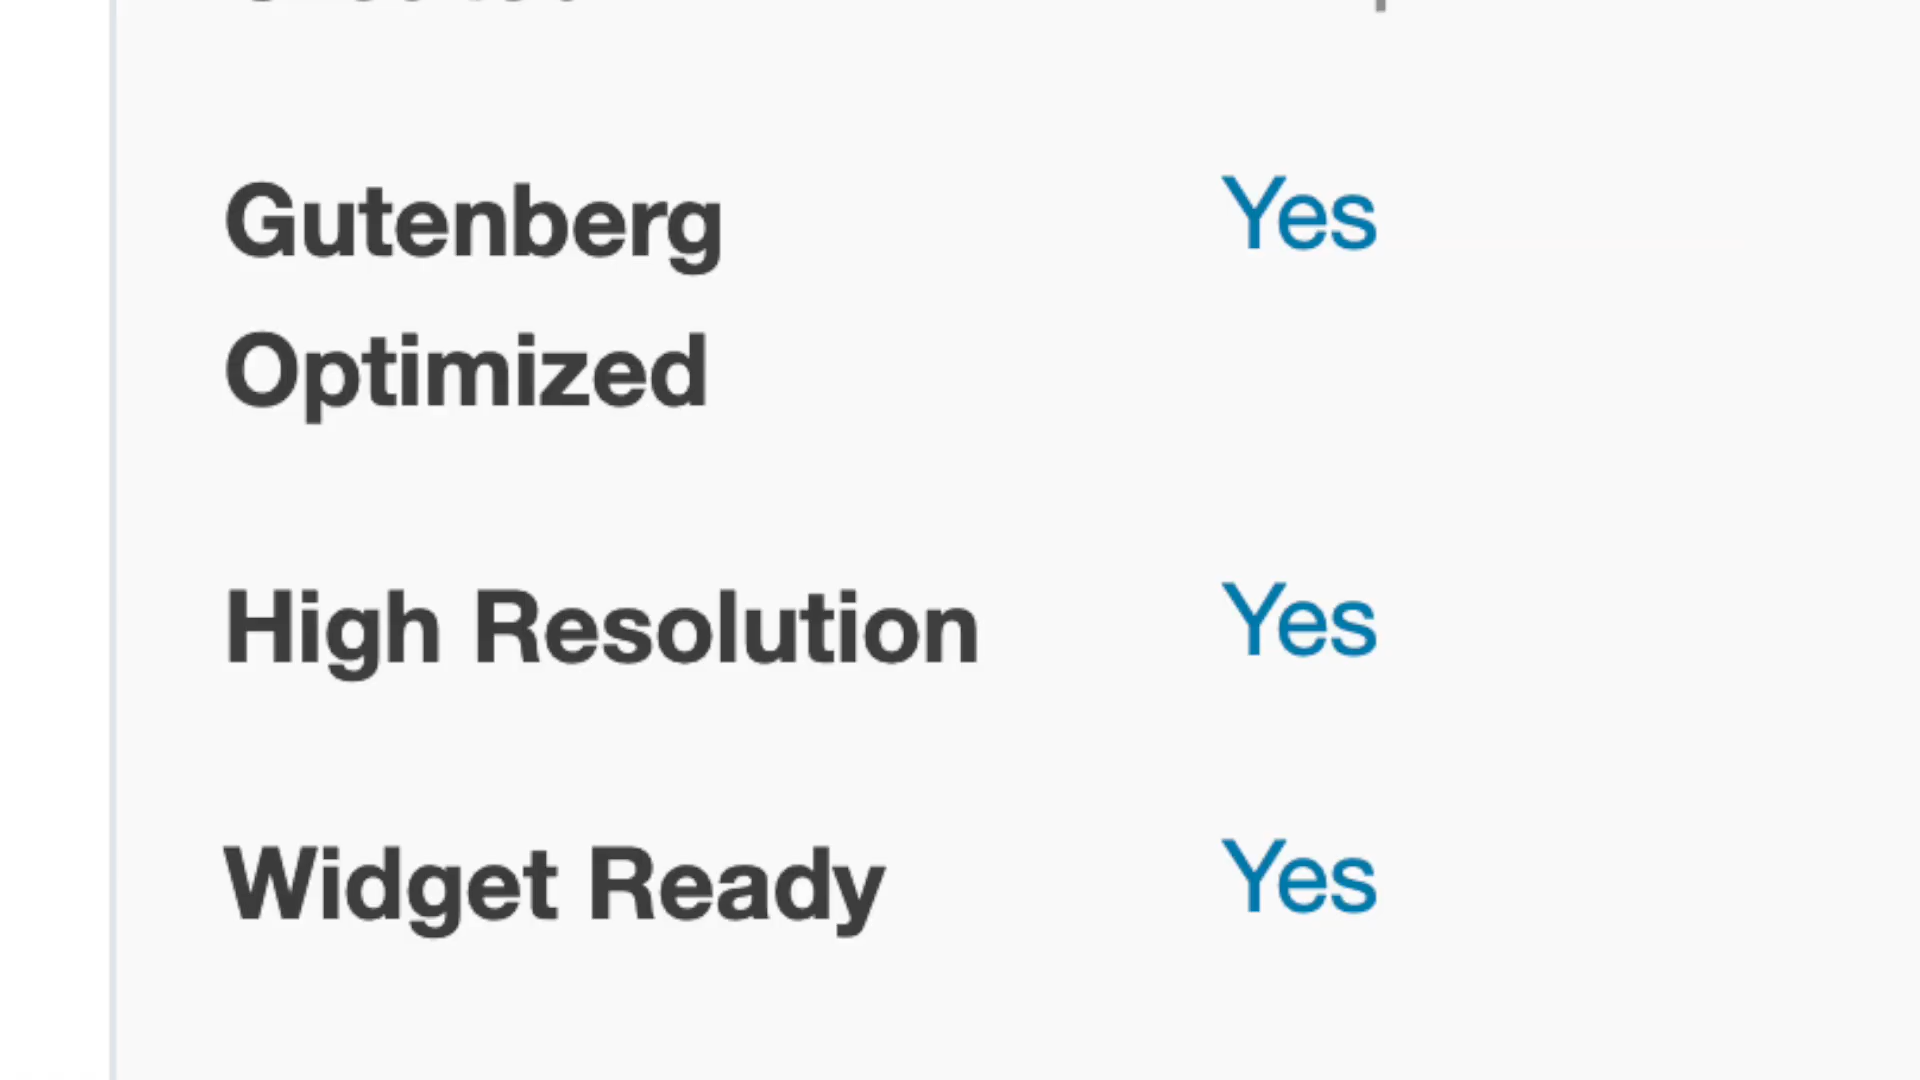 Gutenberg Yes
Optimized
High Resolution Yes
Widget Ready Yes